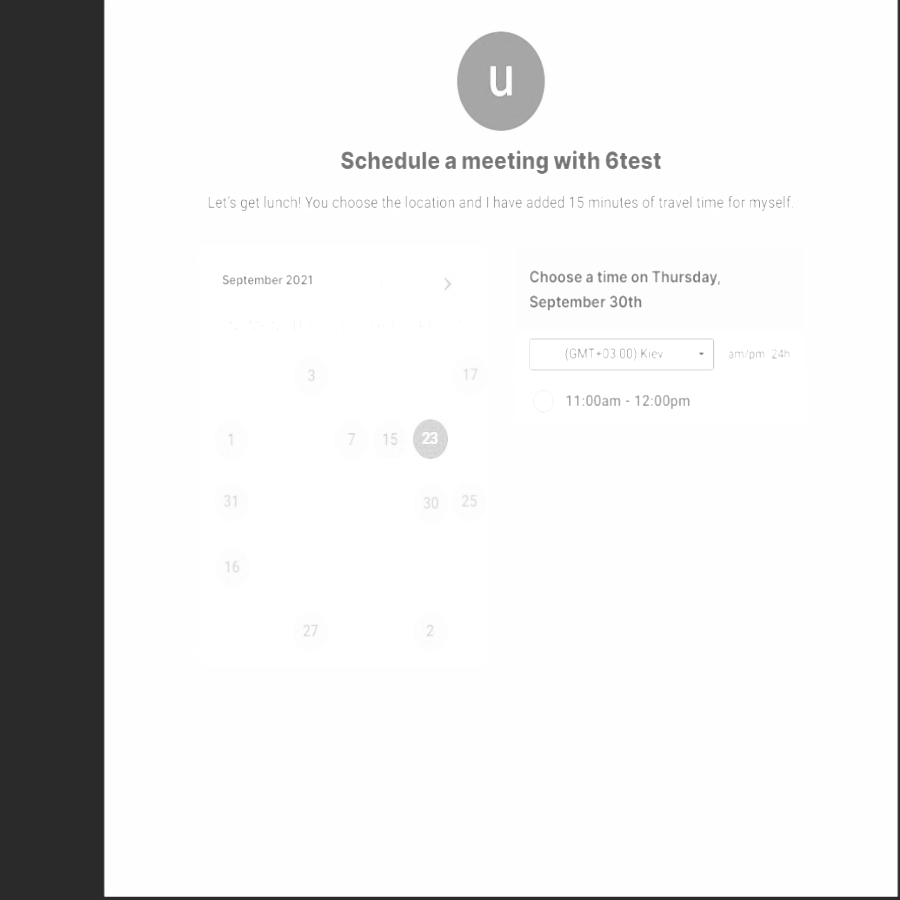 u
Schedule a meeting with 6test
Let's get lunch! You choose the location and I have added 15 minutes of travel time for myself.
September 2021
3 17
1 7 15 23
31 30 25
16
27 2
Choose a time on Thursday,
September 30th
(GMT+03:00) Kiev am/pm 24h
11:00am - 12:00pm